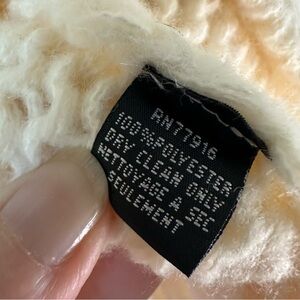 RN77916
100%POLYESTER
DRY CLEAN ONLY
NETTOYAGE A SEC
SEULEMENT